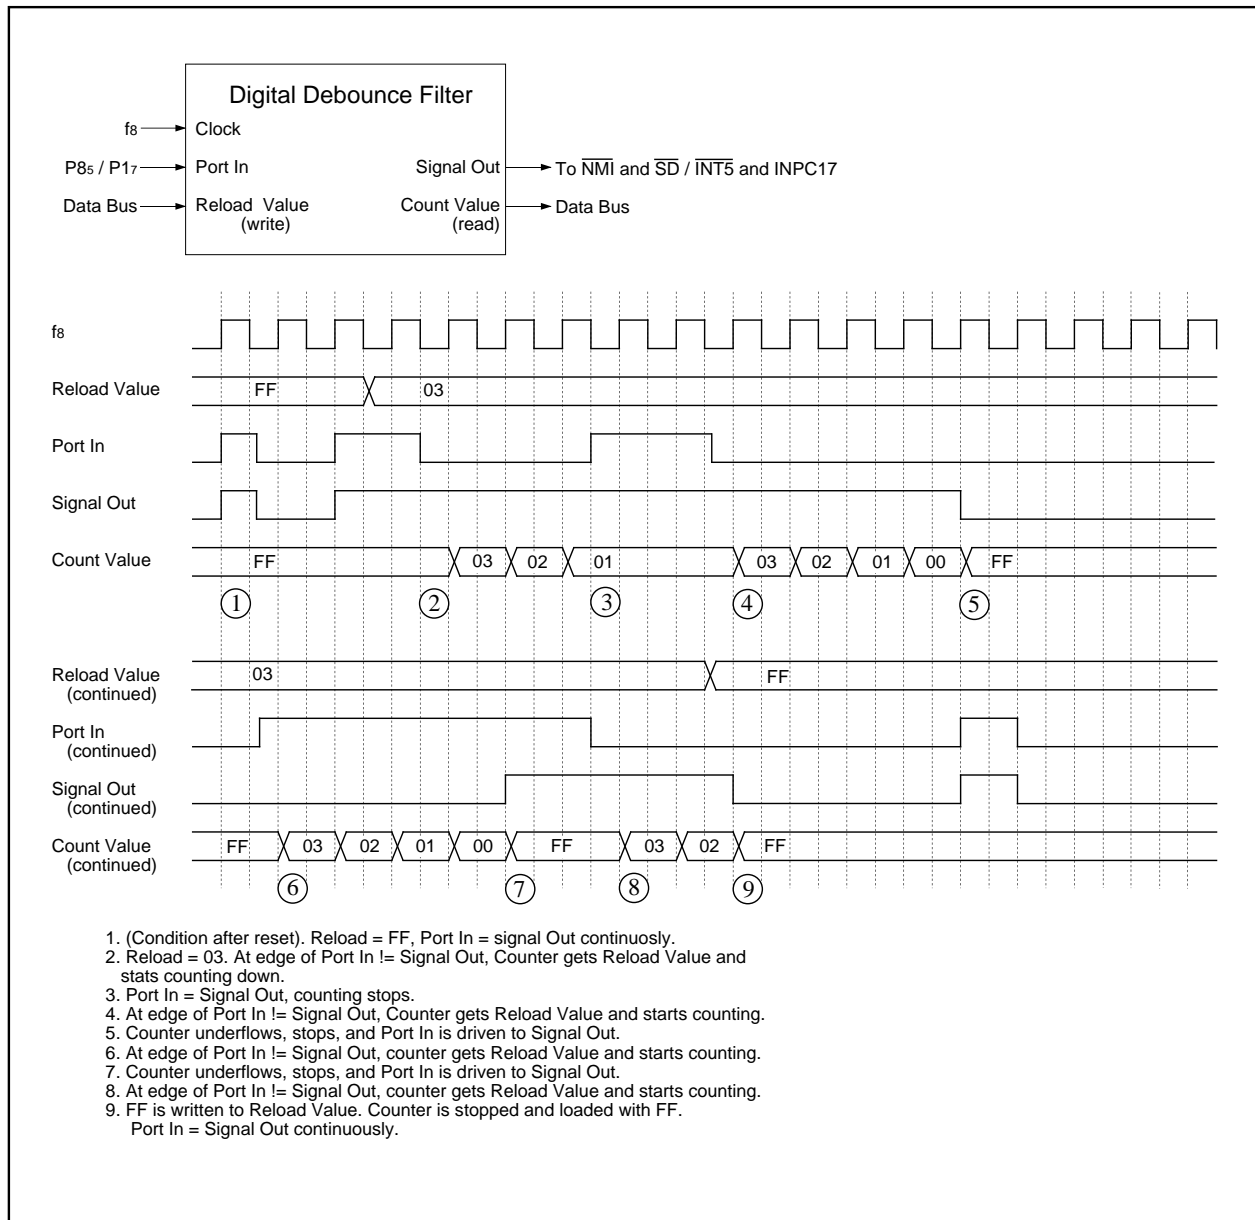 Digital Debounce Filter
f8 Clock
P85 / P17 Port In Signal Out To NMI and SD / INT5 and INPC17
Data Bus Reload Value Count Value Data Bus
(write) (read)
f8
Reload Value FF 03
Port In
Signal Out
Count Value FF 03 02 01 03 02 01 00 FF
1 2 3 4 5
Reload Value 03 FF
(continued)
Port In
(continued)
Signal Out
(continued)
Count Value FF 03 02 01 00 FF 03 02 FF
(continued)
6 7 8 9
1. (Condition after reset). Reload = FF, Port In = signal Out continuosly.
2. Reload = 03. At edge of Port In != Signal Out, Counter gets Reload Value and
stats counting down.
3. Port In = Signal Out, counting stops.
4. At edge of Port In != Signal Out, Counter gets Reload Value and starts counting.
5. Counter underflows, stops, and Port In is driven to Signal Out.
6. At edge of Port In != Signal Out, counter gets Reload Value and starts counting.
7. Counter underflows, stops, and Port In is driven to Signal Out.
8. At edge of Port In != Signal Out, counter gets Reload Value and starts counting.
9. FF is written to Reload Value. Counter is stopped and loaded with FF.
Port In = Signal Out continuously.